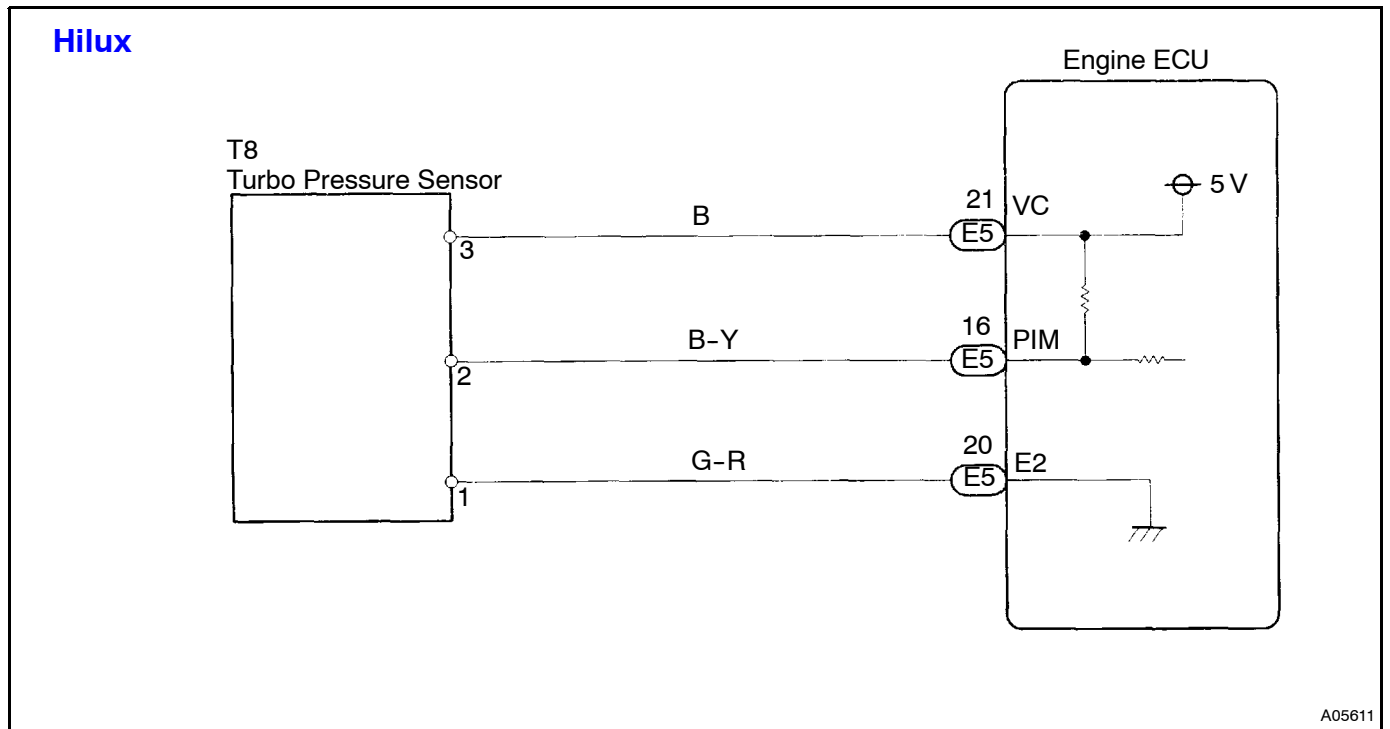 Hilux
Engine ECU
T8
Turbo Pressure Sensor
5 V
B
21
VC
E5
3
B-Y
16
PIM
E5
2
G-R
20
E2
E5
1
A05611